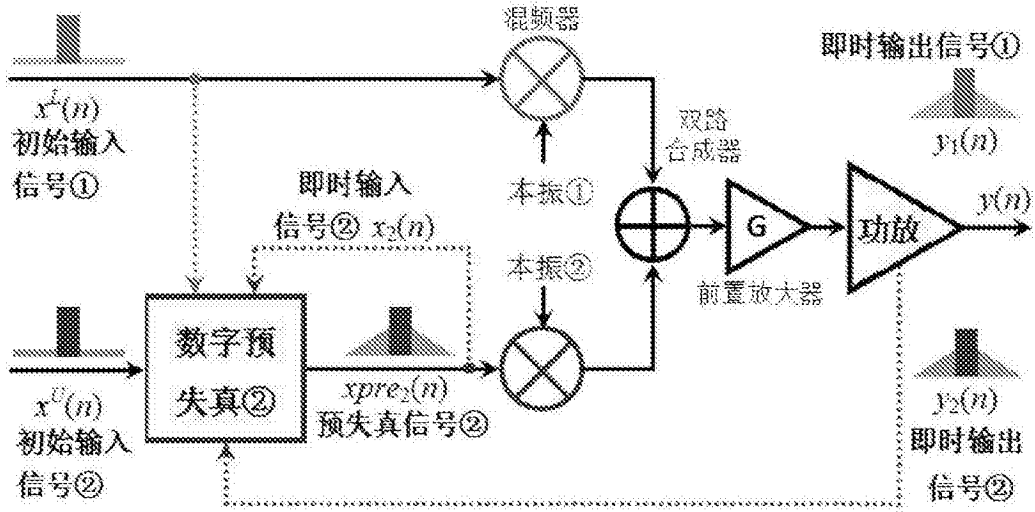 混频器
即时输出信号①
x^L(n)
初始输入
信号①
双路
合成器
y₁(n)
本振①
即时输入
信号② x₂(n)
y(n)
G
功放
本振②
前置放大器
数字预
失真②
x^U(n)
初始输入
信号②
xpre₂(n)
预失真信号②
y₂(n)
即时输出
信号②